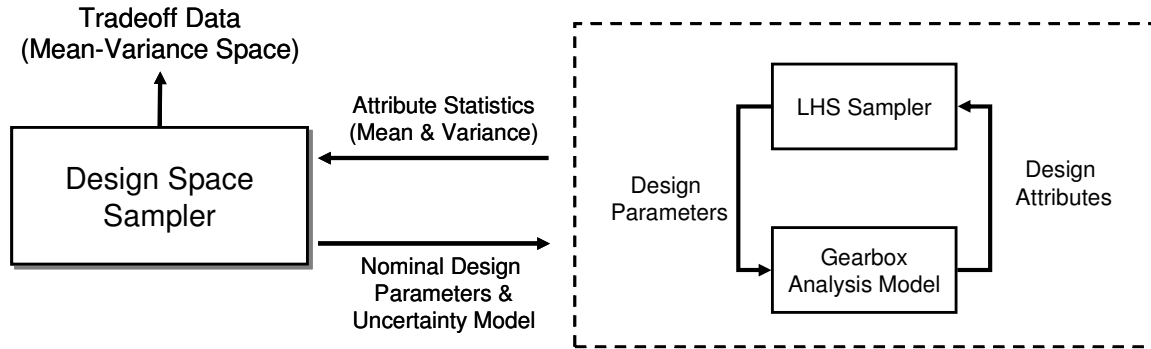 Tradeoff Data
(Mean-Variance Space)
Design Space
Sampler
Attribute Statistics
(Mean & Variance)
Nominal Design
Parameters &
Uncertainty Model
LHS Sampler
Design
Parameters
Design
Attributes
Gearbox
Analysis Model